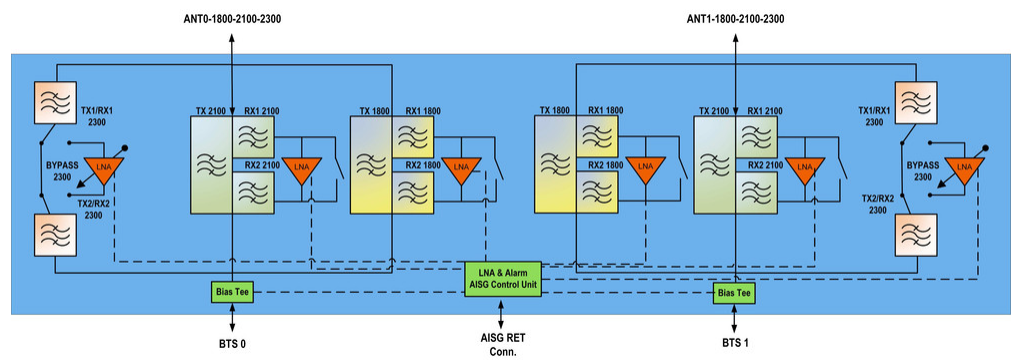 ANT0-1800-2100-2300
ANT1-1800-2100-2300
TX1/RX1
2300
BYPASS
2300
LNA
TX2/RX2
2300
TX 2100
RX1 2100
RX2 2100
LNA
TX 1800
RX1 1800
RX2 1800
LNA
TX 1800
RX1 1800
RX2 1800
LNA
TX 2100
RX1 2100
RX2 2100
LNA
TX1/RX1
2300
BYPASS
2300
LNA
TX2/RX2
2300
LNA & Alarm
AISG Control Unit
Bias Tee
Bias Tee
BTS 0
AISG RET
Conn.
BTS 1